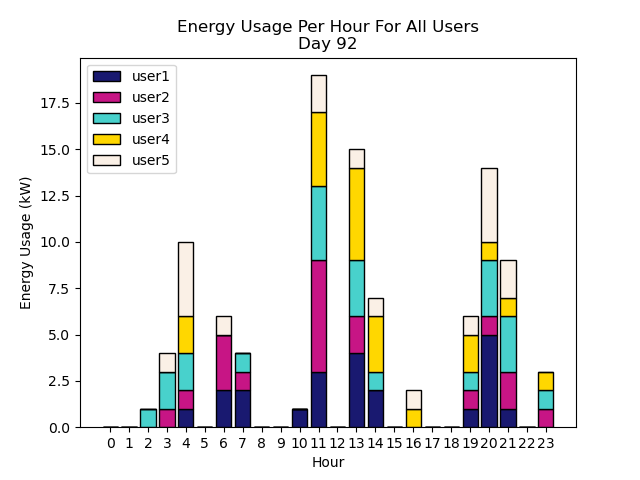 Energy Usage Per Hour For All Users
Day 92
user1
user2
user3
user4
user5
17.5
15.0
12.5
10.0
7.5
5.0
2.5
0.0
Energy Usage (kW)
0 1 2 3 4 5 6 7 8 9 10 11 12 13 14 15 16 17 18 19 20 21 22 23
Hour